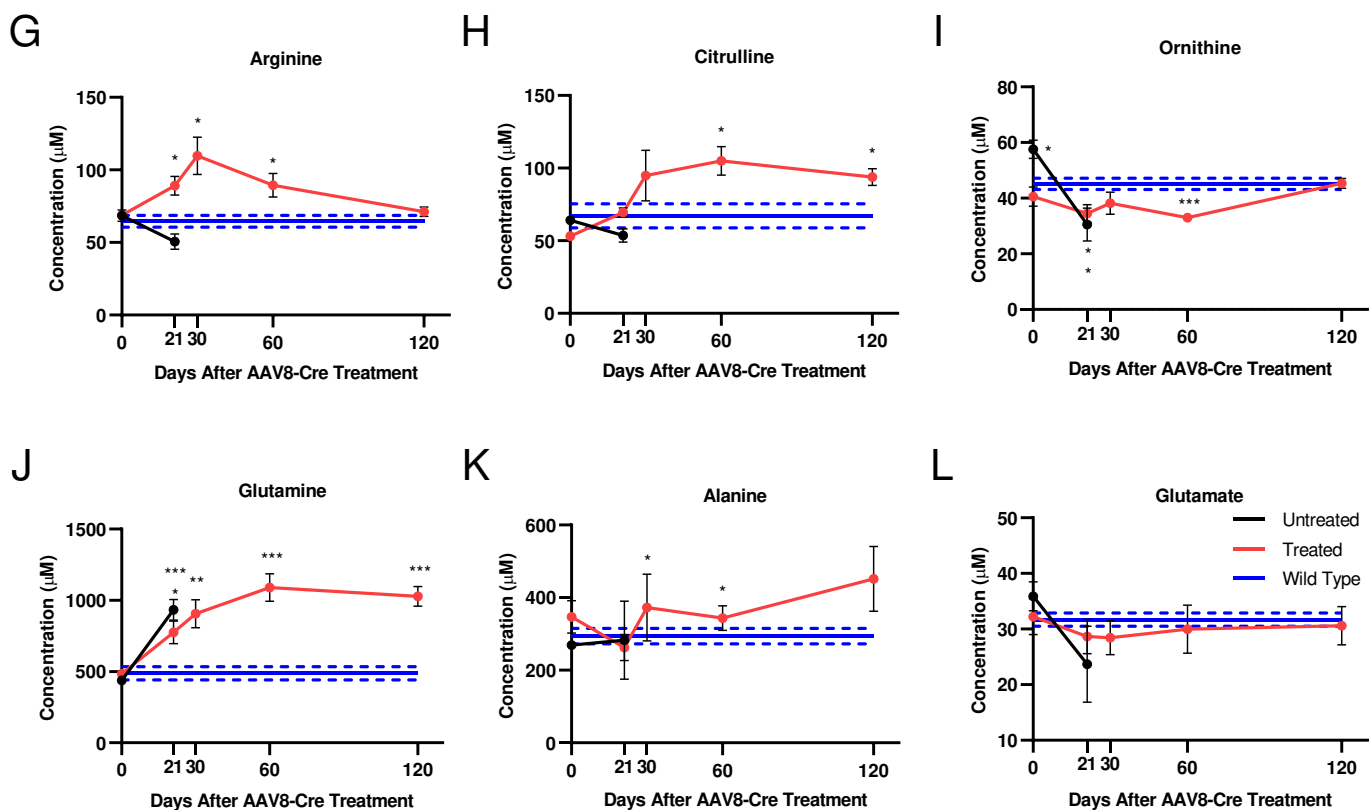 G
Arginine
150
100
50
0
Concentration (µM)
*
*
*
0 21 30 60 120
Days After AAV8-Cre Treatment
H
Citrulline
150
100
50
0
Concentration (µM)
*
*
0 21 30 60 120
Days After AAV8-Cre Treatment
I
Ornithine
80
60
40
20
0
Concentration (µM)
*
*
*
***
0 21 30 60 120
Days After AAV8-Cre Treatment
J
Glutamine
1500
1000
500
0
Concentration (µM)
***
*
**
***
***
0 21 30 60 120
Days After AAV8-Cre Treatment
K
Alanine
600
400
200
0
Concentration (µM)
*
*
0 21 30 60 120
Days After AAV8-Cre Treatment
L
Glutamate
50
40
30
20
10
Concentration (µM)
Untreated
Treated
Wild Type
0 21 30 60 120
Days After AAV8-Cre Treatment